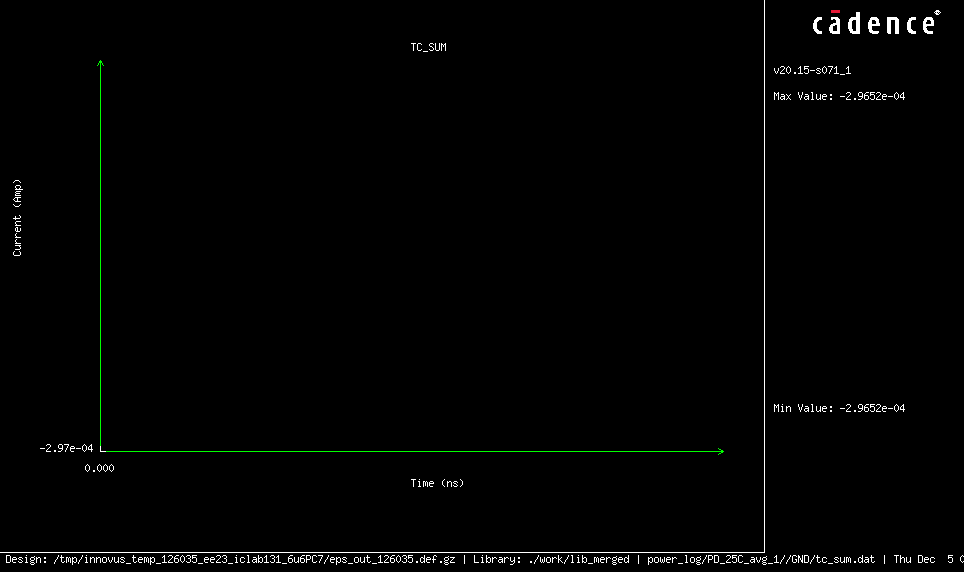 cādence®
TC_SUM
v20.15-s071_1
Max Value: -2.9652e-04
Current (Amp)
Min Value: -2.9652e-04
-2.97e-04
0.000
Time (ns)
Design: /tmp/innovus_temp_126035_ee23_iclab131_6u6PC7/eps_out_126035.def.gz | Library: ./work/lib_merged | power_log/PD_25C_avg_1//GND/tc_sum.dat | Thu Dec 5